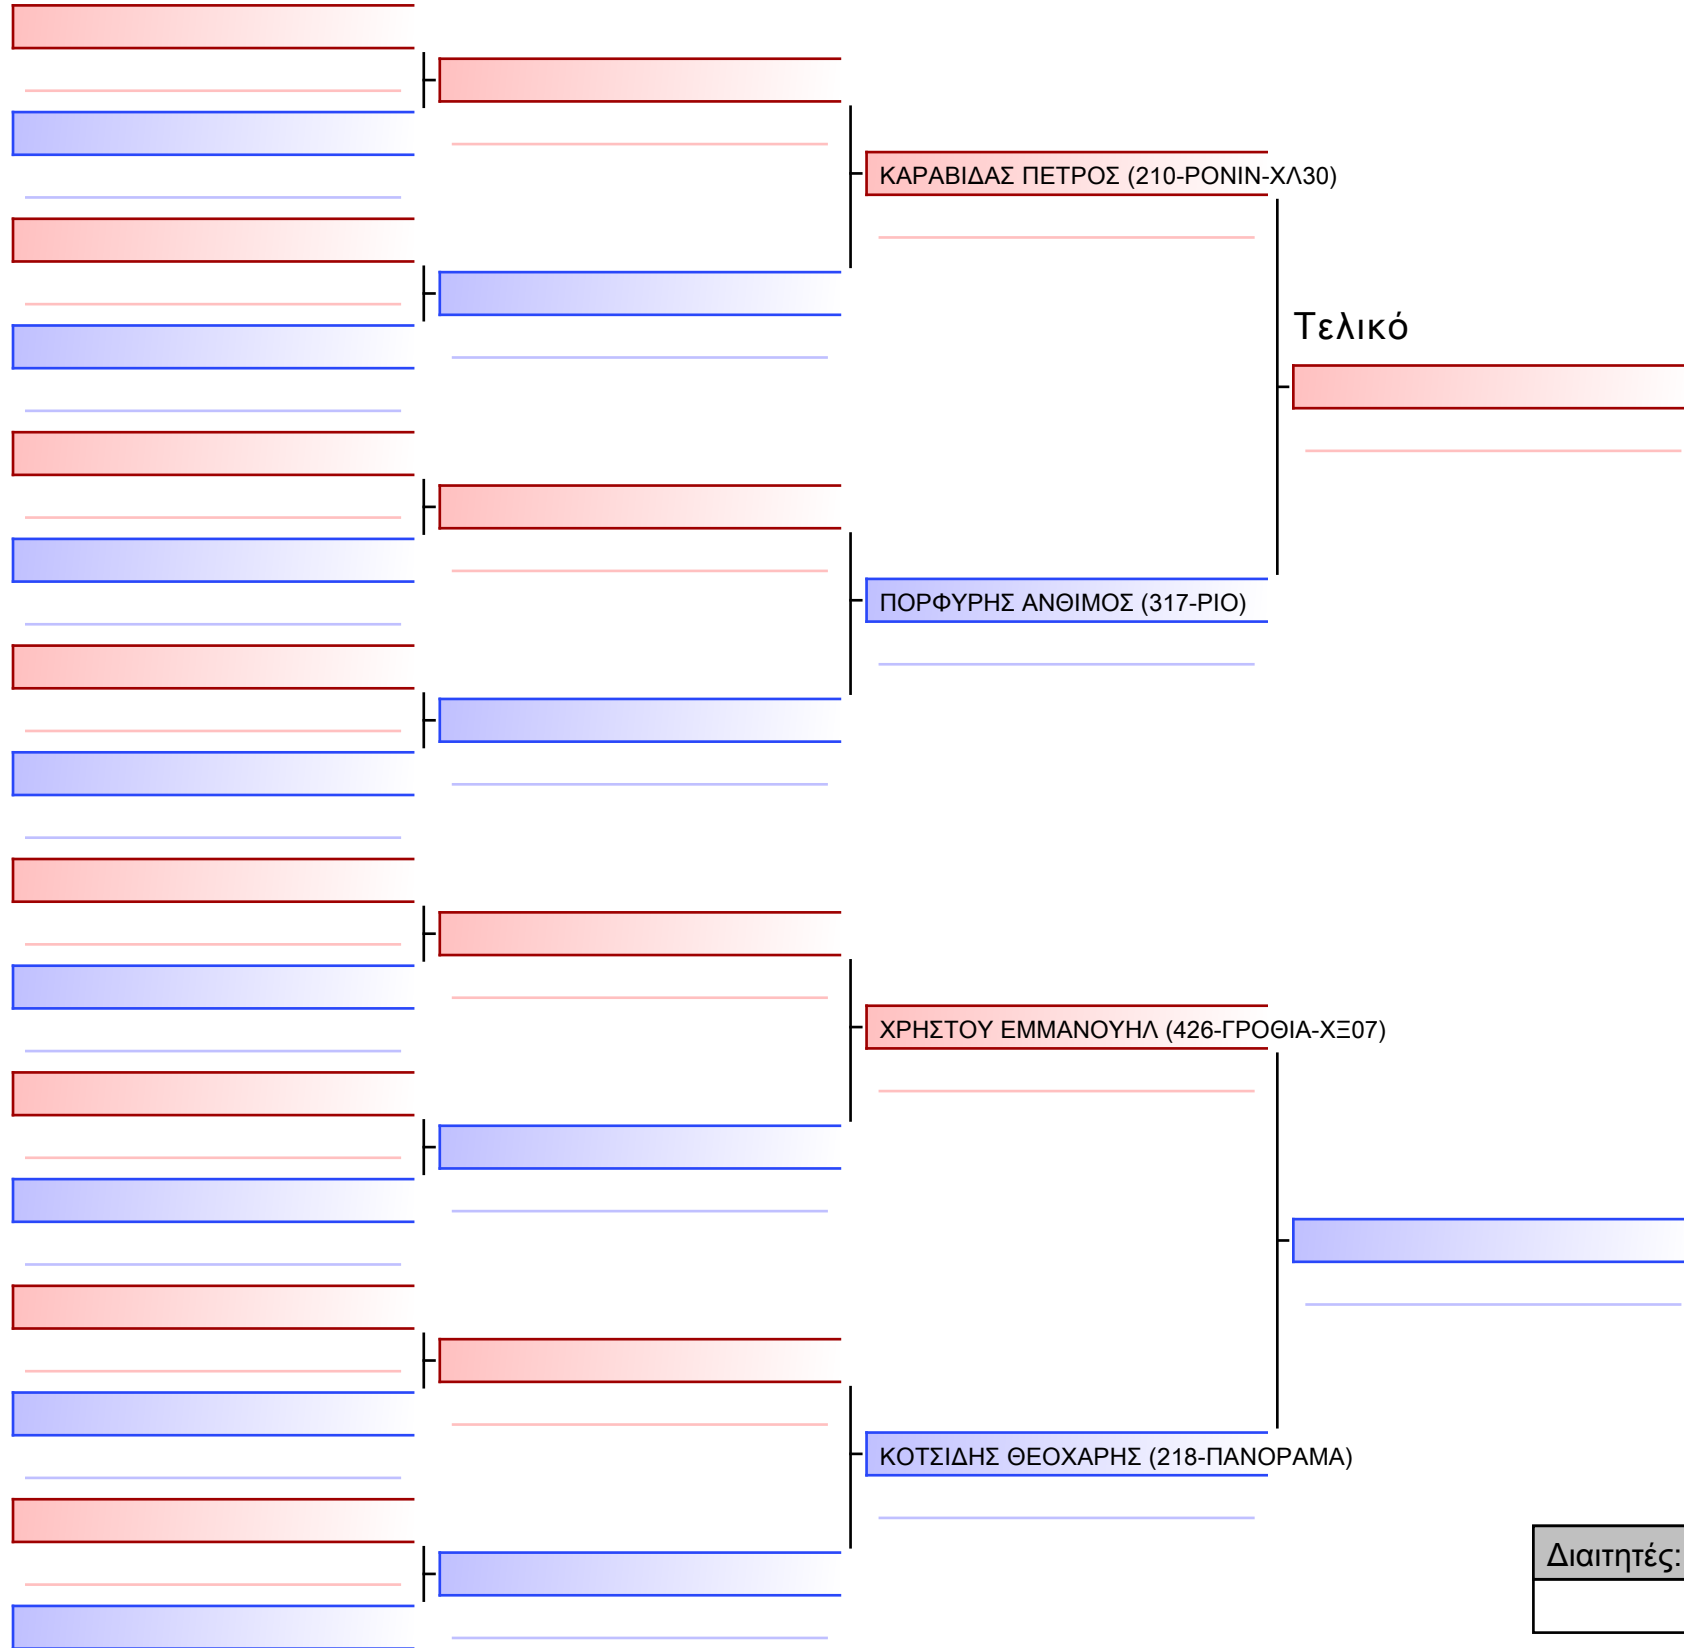 ΚΑΡΑΒΙΔΑΣ ΠΕΤΡΟΣ (210-ΡΟΝΙΝ-ΧΛ30)
Τελικό
ΠΟΡΦΥΡΗΣ ΑΝΘΙΜΟΣ (317-ΡΙΟ)
ΧΡΗΣΤΟΥ ΕΜΜΑΝΟΥΗΛ (426-ΓΡΟΘΙΑ-ΧΞ07)
ΚΟΤΣΙΔΗΣ ΘΕΟΧΑΡΗΣ (218-ΠΑΝΟΡΑΜΑ)
Διαιτητές: